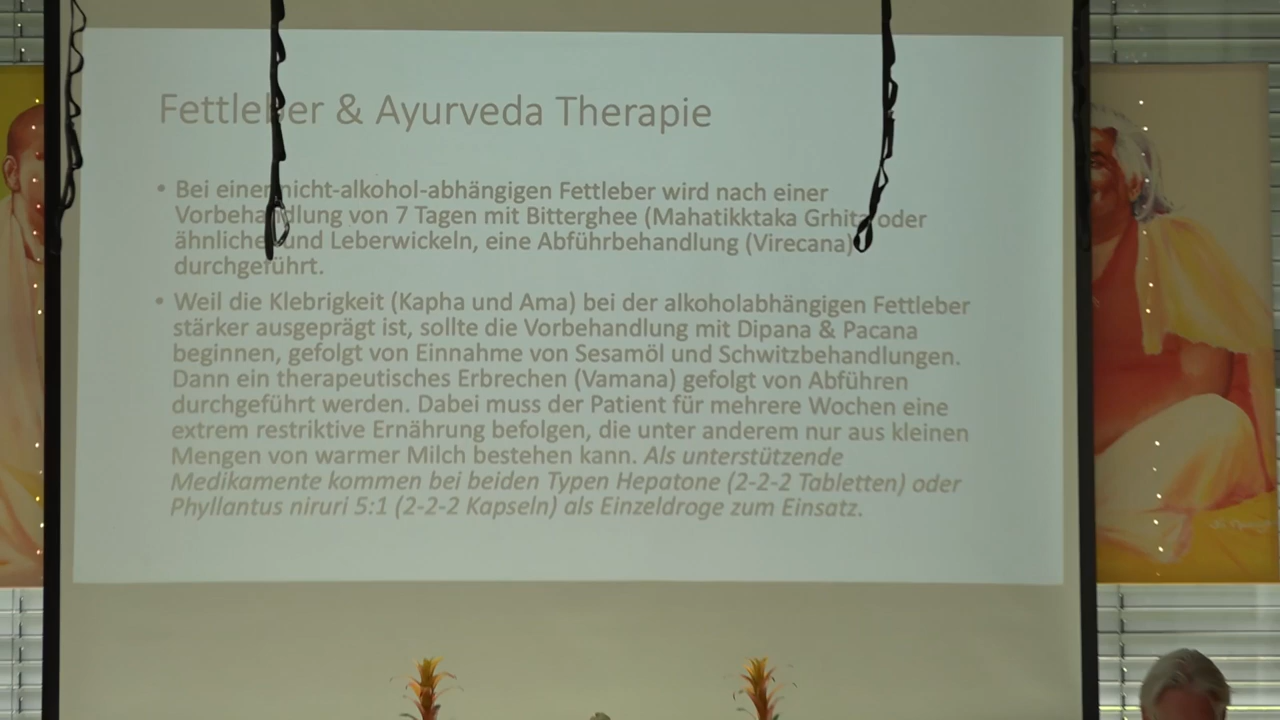 Fettleber & Ayurveda Therapie
• Bei einer nicht-alkohol-abhängigen Fettleber wird nach einer
Vorbehandlung von 7 Tagen mit Bitterghee (Mahatikktaka Grhita oder
ähnliche und Leberwickeln, eine Abführbehandlung (Virecana)
durchgeführt.
• Weil die Klebrigkeit (Kapha und Ama) bei der alkoholabhängigen Fettleber
stärker ausgeprägt ist, sollte die Vorbehandlung mit Dipana & Pacana
beginnen, gefolgt von Einnahme von Sesamöl und Schwitzbehandlungen.
Dann ein therapeutisches Erbrechen (Vamana) gefolgt von Abführen
durchgeführt werden. Dabei muss der Patient für mehrere Wochen eine
extrem restriktive Ernährung befolgen, die unter anderem nur aus kleinen
Mengen von warmer Milch bestehen kann. Als unterstützende
Medikamente kommen bei beiden Typen Hepatone (2-2-2 Tabletten) oder
Phyllantus niruri 5:1 (2-2-2 Kapseln) als Einzeldroge zum Einsatz.